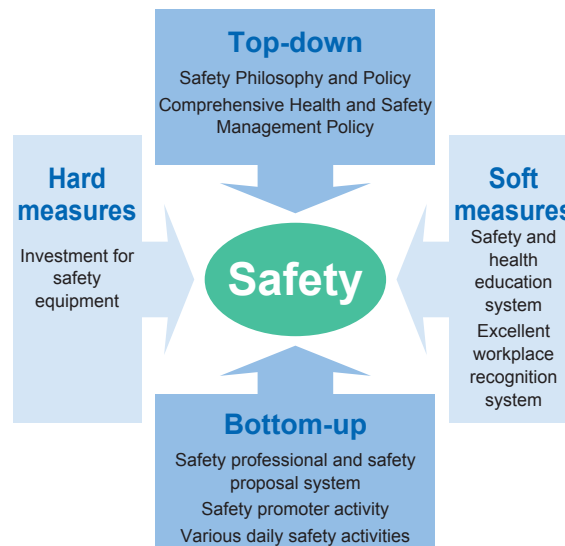 Top-down
Safety Philosophy and Policy
Comprehensive Health and Safety
Management Policy
Hard
measures
Investment for
safety
equipment
Safety
Soft
measures
Safety and
health
education
system
Excellent
workplace
recognition
system
Bottom-up
Safety professional and safety
proposal system
Safety promoter activity
Various daily safety activities